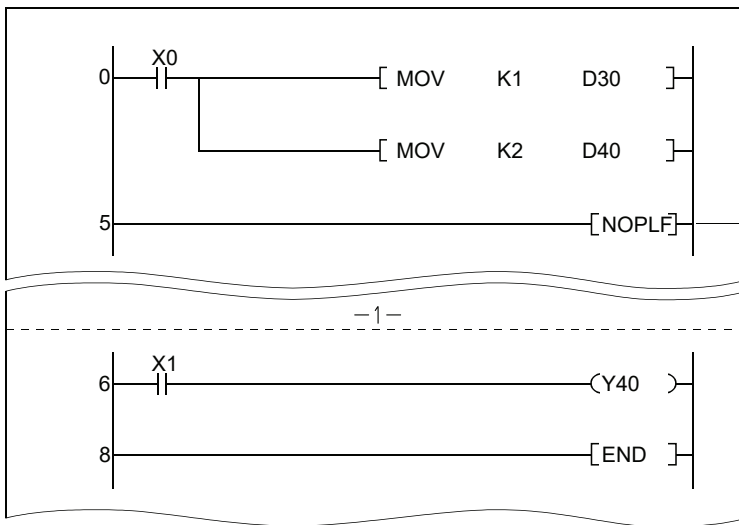 X0
0 [ MOV K1 D30 ]
[ MOV K2 D40 ]
5 [NOPLF]
—1—
X1
6 (Y40 )
8 [END ]